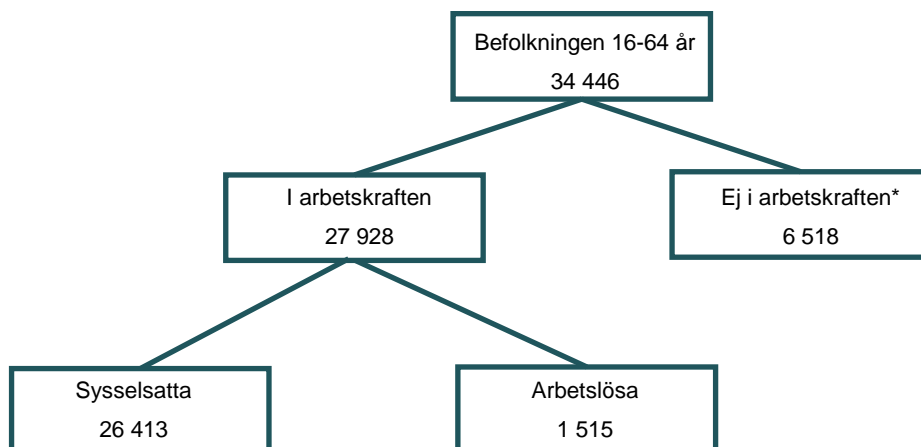 Befolkningen 16-64 år
34 446
I arbetskraften
27 928
Ej i arbetskraften*
6 518
Sysselsatta
26 413
Arbetslösa
1 515